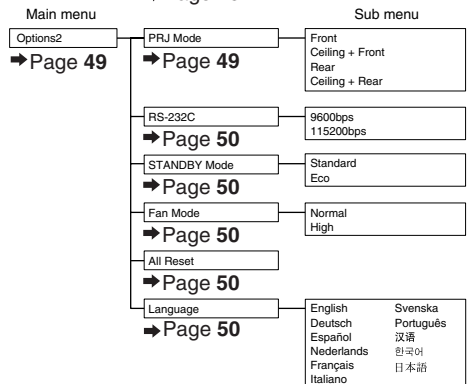 Main menu
Sub menu
Options2
➡Page 49
PRJ Mode
➡Page 49
Front
Ceiling + Front
Rear
Ceiling + Rear
RS-232C
➡Page 50
9600bps
115200bps
STANDBY Mode
➡Page 50
Standard
Eco
Fan Mode
➡Page 50
Normal
High
All Reset
➡Page 50
Language
➡Page 50
English Svenska
Deutsch Português
Español 汉语
Nederlands 한국어
Français 日本語
Italiano